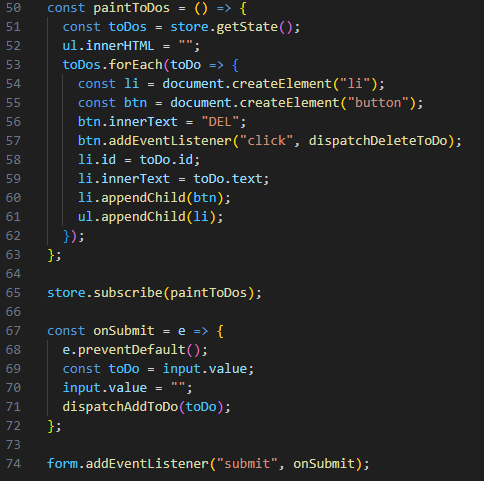 50 const paintToDos = () => {
51   const toDos = store.getState();
52   ul.innerHTML = "";
53   toDos.forEach(toDo => {
54     const li = document.createElement("li");
55     const btn = document.createElement("button");
56     btn.innerText = "DEL";
57     btn.addEventListener("click", dispatchDeleteToDo);
58     li.id = toDo.id;
59     li.innerText = toDo.text;
60     li.appendChild(btn);
61     ul.appendChild(li);
62   });
63 };
64
65 store.subscribe(paintToDos);
66
67 const onSubmit = e => {
68   e.preventDefault();
69   const toDo = input.value;
70   input.value = "";
71   dispatchAddToDo(toDo);
72 };
73
74 form.addEventListener("submit", onSubmit);